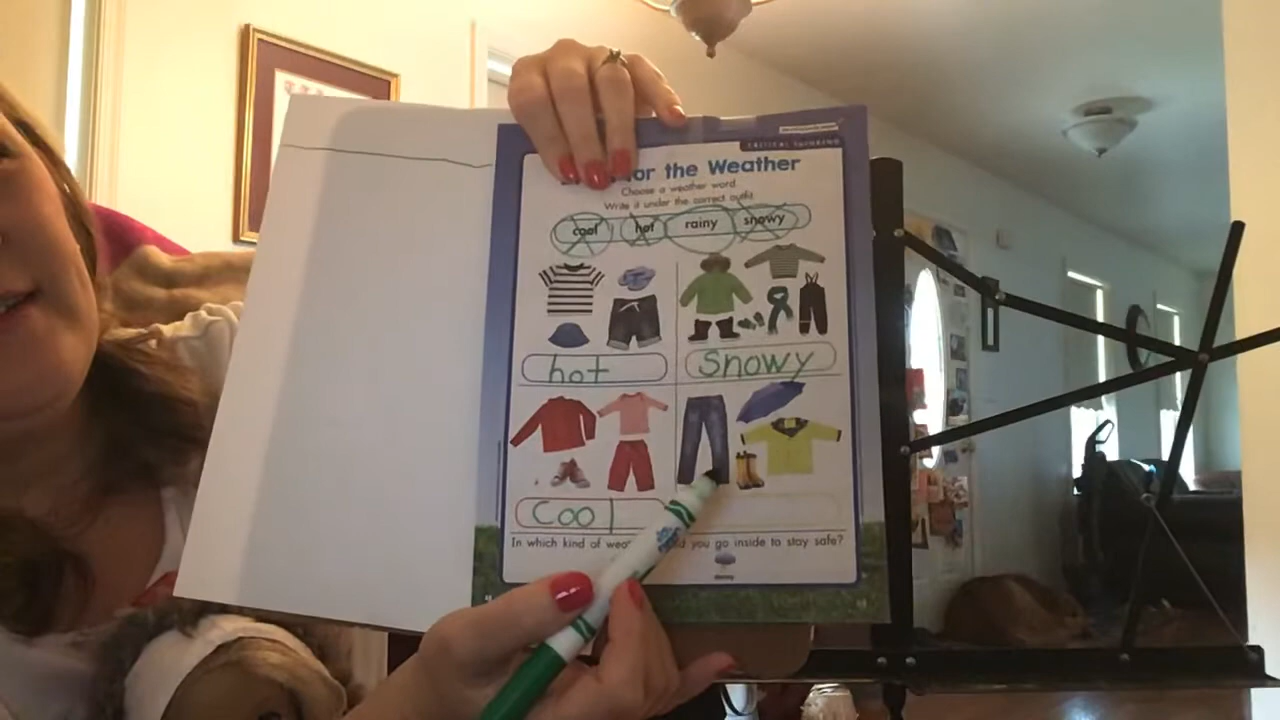 CRITICAL THINKING
for the Weather
Choose a weather word.
Write it under the correct outfit.
cool hot rainy snowy
hot
Snowy
Cool
In which kind of you go inside to stay safe?
stormy